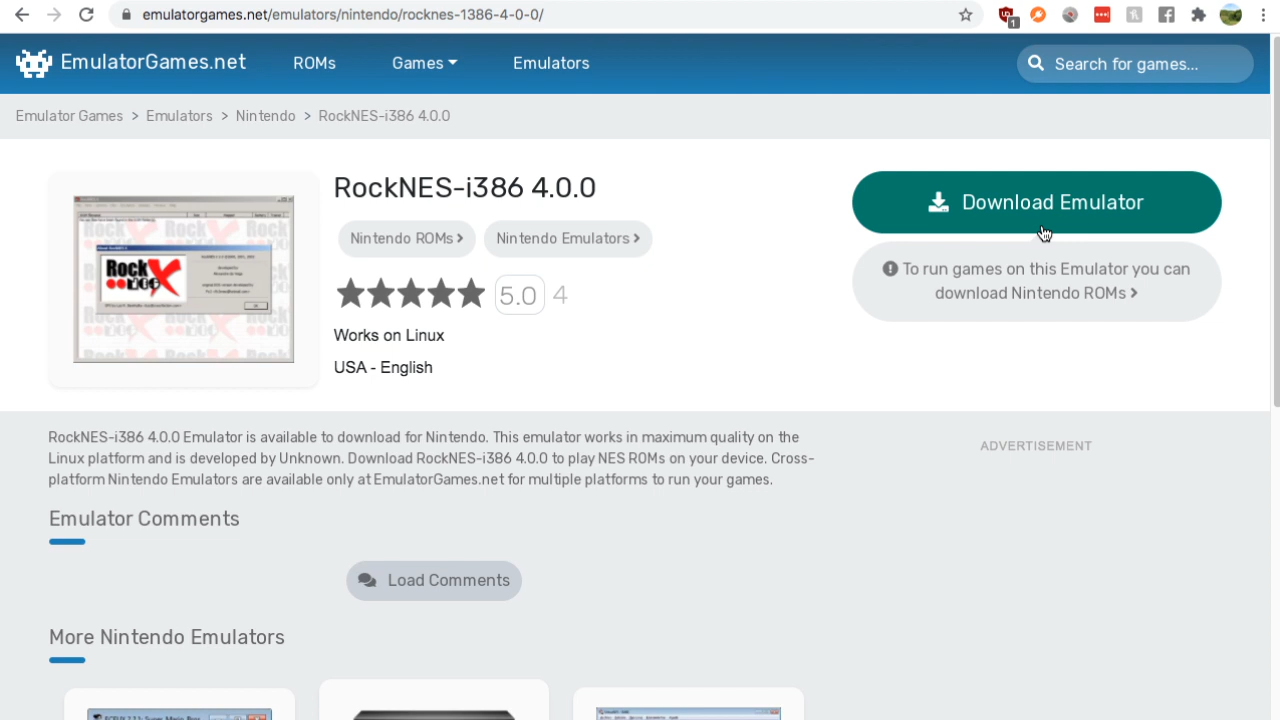 emulatorgames.net/emulators/nintendo/rocknes-1386-4-0-0/
1
EmulatorGames.net
ROMs
Games
Emulators
Search for games...
Emulator Games > Emulators > Nintendo > RockNES-i386 4.0.0
RockNES-i386 4.0.0
Nintendo ROMs
Nintendo Emulators
5.0
4
Works on Linux
USA - English
Download Emulator
To run games on this Emulator you can
download Nintendo ROMs
RockNES-i386 4.0.0 Emulator is available to download for Nintendo. This emulator works in maximum quality on the
Linux platform and is developed by Unknown. Download RockNES-i386 4.0.0 to play NES ROMs on your device. Cross-
platform Nintendo Emulators are available only at EmulatorGames.net for multiple platforms to run your games.
ADVERTISEMENT
Emulator Comments
Load Comments
More Nintendo Emulators